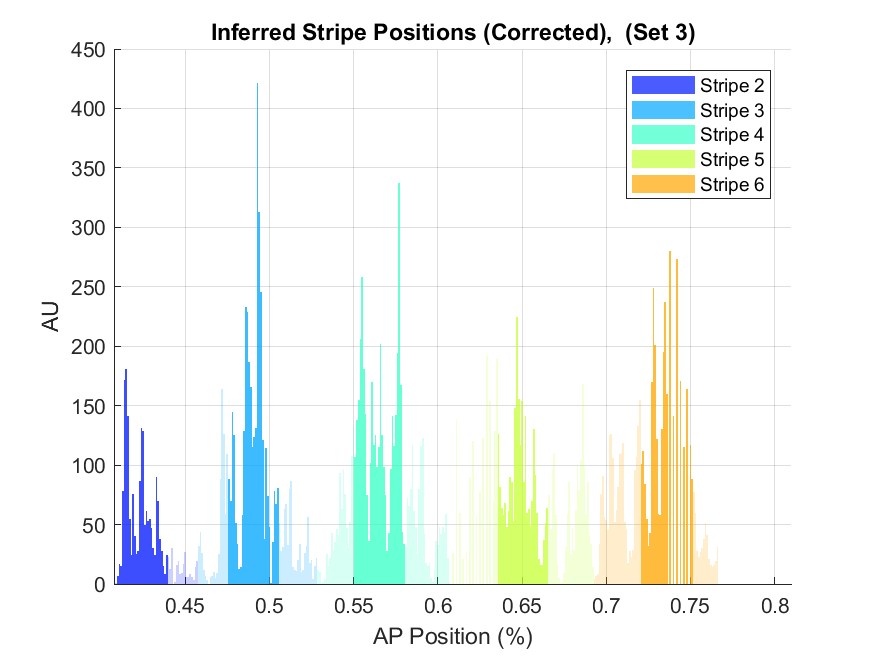 Inferred Stripe Positions (Corrected),  (Set 3)
450
400
350
300
250
200
150
100
50
0
AU
0.45
0.5
0.55
0.6
0.65
0.7
0.75
0.8
AP Position (%)
Stripe 2
Stripe 3
Stripe 4
Stripe 5
Stripe 6